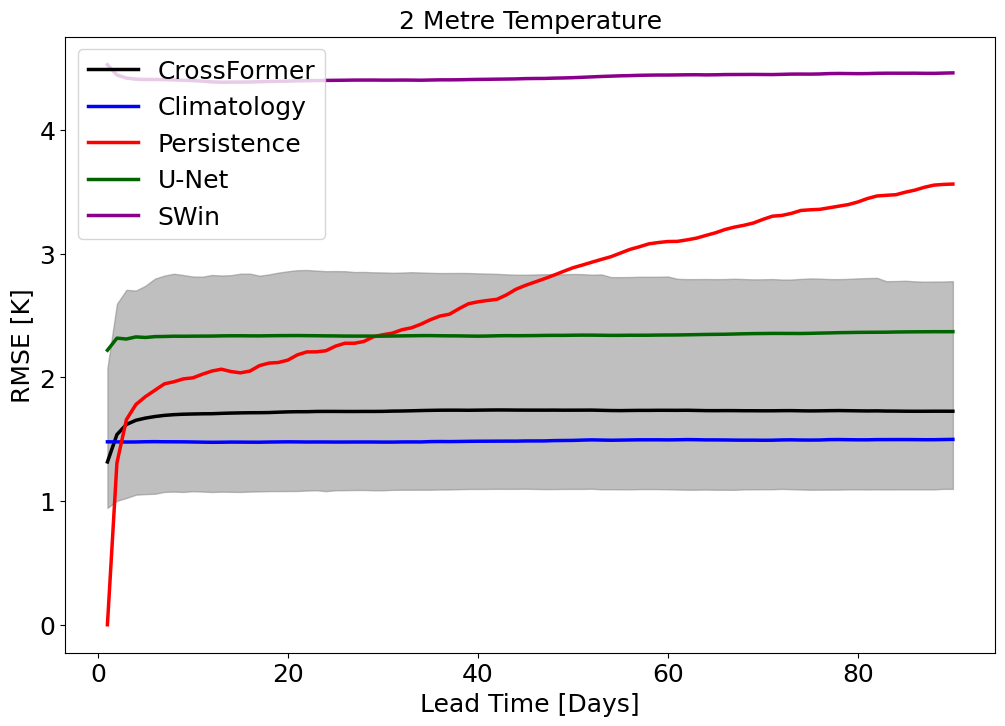 2 Metre Temperature
CrossFormer
Climatology
Persistence
U-Net
SWin
RMSE [K]
4
3
2
1
0
0 20 40 60 80
Lead Time [Days]